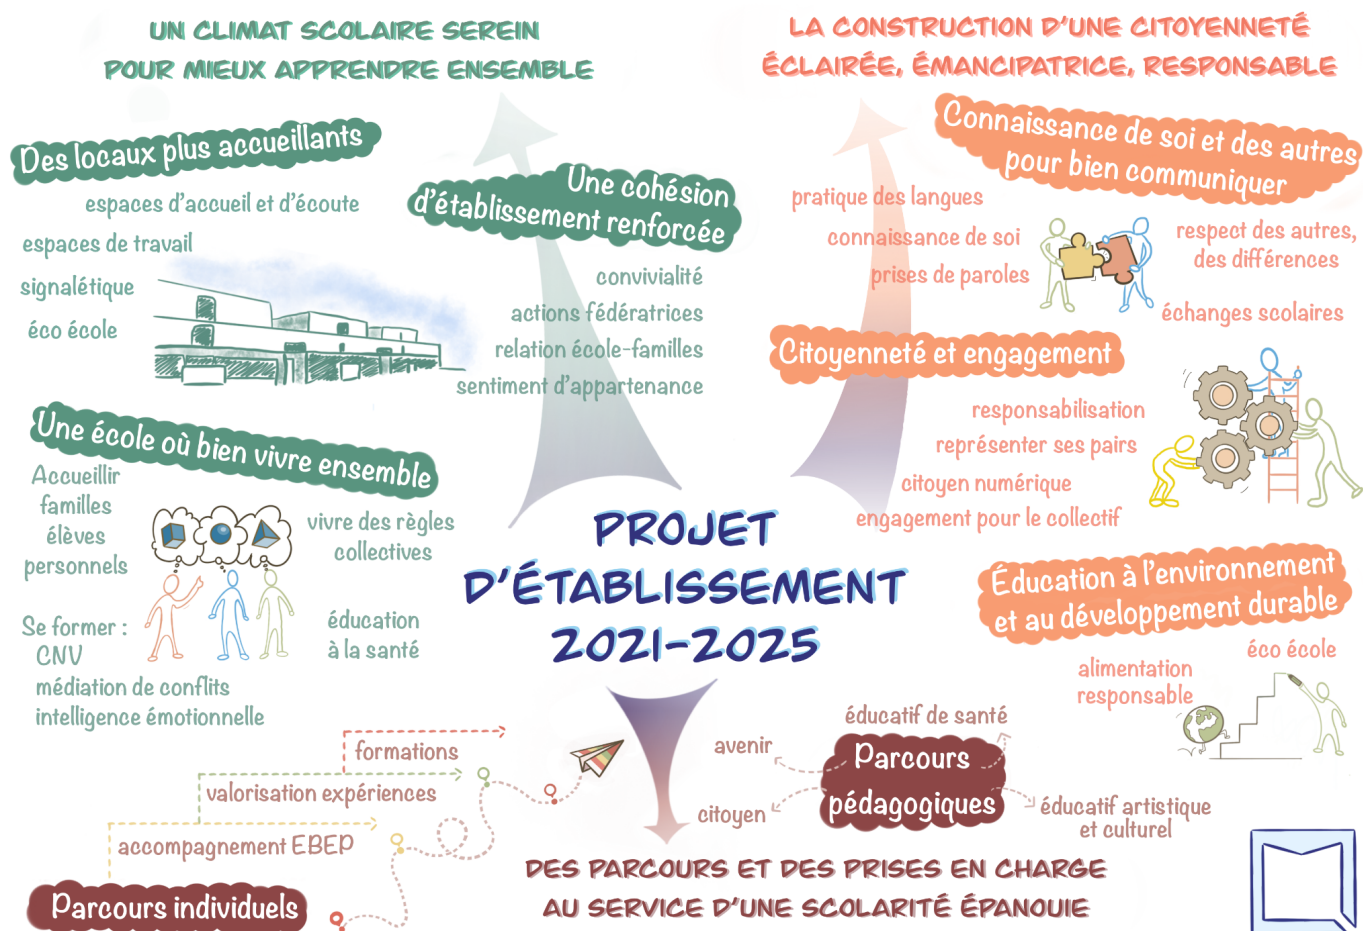 UN CLIMAT SCOLAIRE SEREIN
POUR MIEUX APPRENDRE ENSEMBLE
Des locaux plus accueillants
espaces d'accueil et d'écoute
espaces de travail
signalétique
éco école
Une cohésion
d'établissement renforcée
convivialité
actions fédératrices
relation école-familles
sentiment d'appartenance
Une école où bien vivre ensemble
Accueillir
familles
élèves
personnels
vivre des règles
collectives
Se former :
CNV
médiation de conflits
intelligence émotionnelle
éducation
à la santé
LA CONSTRUCTION D'UNE CITOYENNETÉ
ÉCLAIRÉE, ÉMANCIPATRICE, RESPONSABLE
Connaissance de soi et des autres
pour bien communiquer
pratique des langues
connaissance de soi
prises de paroles
respect des autres,
des différences
échanges scolaires
Citoyenneté et engagement
responsabilisation
représenter ses pairs
citoyen numérique
engagement pour le collectif
Éducation à l'environnement
et au développement durable
éco école
alimentation
responsable
PROJET
D'ÉTABLISSEMENT
2021-2025
formations
valorisation expériences
accompagnement EBEP
Parcours individuels
éducatif de santé
avenir
Parcours
pédagogiques
citoyen
éducatif artistique
et culturel
DES PARCOURS ET DES PRISES EN CHARGE
AU SERVICE D'UNE SCOLARITÉ ÉPANOUIE